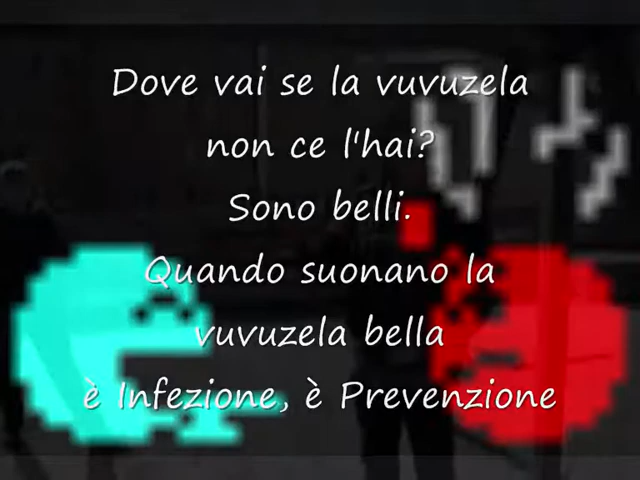 Dove vai se la vuvuzela
non ce l'hai?
Sono belli.
Quando suonano la
vuvuzela bella
è Infezione, è Prevenzione